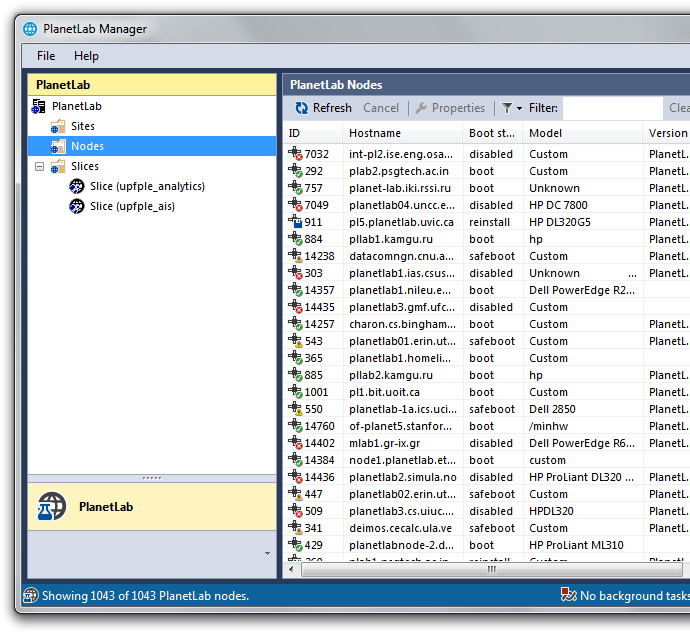 PlanetLab Manager
File Help
PlanetLab
PlanetLab
Sites
Nodes
Slices
Slice (upfple_analytics)
Slice (upfple_ais)
PlanetLab
PlanetLab Nodes
Refresh Cancel Properties Filter: Clea
ID Hostname Boot st... Model Version
7032 int-pl2.ise.eng.osa... disabled Custom PlanetL.
292 plab2.psgtech.ac.in boot Custom PlanetL.
757 planet-lab.iki.rssi.ru boot Unknown PlanetL.
7049 planetlab04.uncc.e... disabled HP DC 7800 PlanetL.
911 pl5.planetlab.uvic.ca reinstall HP DL320G5 PlanetL.
884 pllab1.kamgu.ru boot hp PlanetL.
14238 datacomngn.cnu.a... safeboot Custom PlanetL.
303 planetlab1.ias.csus... disabled Unknown ... PlanetL.
14357 planetlab1.nileu.e... boot Dell PowerEdge R2...
14435 planetlab3.gmf.ufc... disabled Custom
14257 charon.cs.bingham... boot Custom PlanetL.
543 planetlab01.erin.ut... safeboot Custom PlanetL.
365 planetlab1.homeli... boot Custom
885 pllab2.kamgu.ru boot hp PlanetL.
1001 pl1.bit.uoit.ca boot Custom PlanetL.
550 planetlab-1a.ics.uci... safeboot Dell 2850 PlanetL.
14760 of-planet5.stanfor... boot /minhw PlanetL.
14402 mlab1.gr-ix.gr disabled Dell PowerEdge R6... PlanetL.
14384 node1.planetlab.et... boot custom
14436 planetlab2.simula.no disabled HP ProLiant DL320 ... PlanetL.
447 planetlab02.erin.ut... safeboot Custom PlanetL.
509 planetlab3.cs.uiuc.... disabled HPDL320 PlanetL.
341 deimos.cecalc.ula.ve safeboot Custom PlanetL.
429 planetlabnode-2.d... boot HP ProLiant ML310
Showing 1043 of 1043 PlanetLab nodes. No background tasks